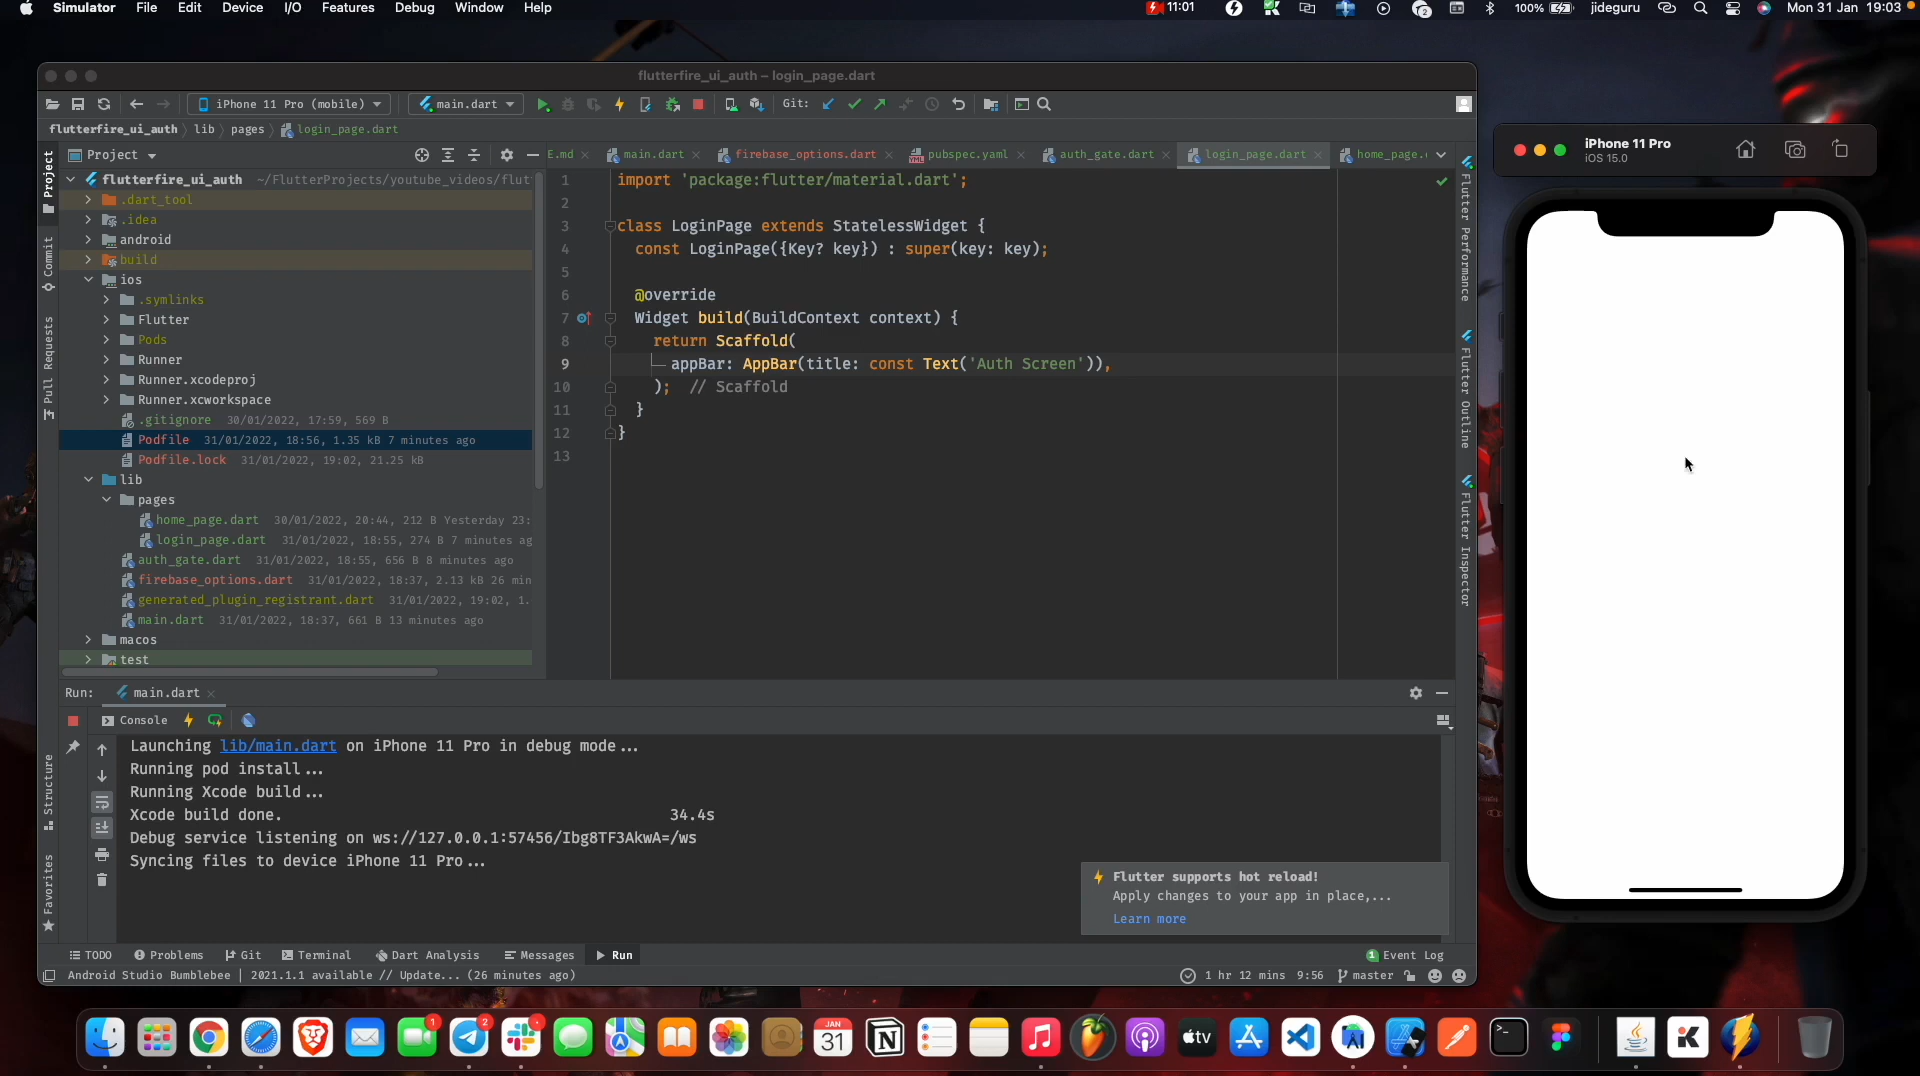 Simulator File Edit Device I/O Features Debug Window Help 11:01 2 100% jideguru Mon 31 Jan 19:03
flutterfire_ui_auth – login_page.dart
iPhone 11 Pro (mobile) main.dart Git:
flutterfire_ui_auth lib pages login_page.dart
Project
E.md main.dart firebase_options.dart pubspec.yaml auth_gate.dart login_page.dart home_page.
flutterfire_ui_auth ~/FlutterProjects/youtube_videos/flut
.dart_tool
.idea
android
build
ios
.symlinks
Flutter
Pods
Runner
Runner.xcodeproj
Runner.xcworkspace
.gitignore 30/01/2022, 17:59, 569 B
Podfile 31/01/2022, 18:56, 1.35 kB 7 minutes ago
Podfile.lock 31/01/2022, 19:02, 21.25 kB
lib
pages
home_page.dart 30/01/2022, 20:44, 212 B Yesterday 23:
login_page.dart 31/01/2022, 18:55, 274 B 7 minutes ag
auth_gate.dart 31/01/2022, 18:55, 656 B 8 minutes ago
firebase_options.dart 31/01/2022, 18:37, 2.13 kB 26 min
generated_plugin_registrant.dart 31/01/2022, 19:02, 1.
main.dart 31/01/2022, 18:37, 661 B 13 minutes ago
macos
test
1 import 'package:flutter/material.dart';
2
3 class LoginPage extends StatelessWidget {
4 const LoginPage({Key? key}) : super(key: key);
5
6 @override
7 Widget build(BuildContext context) {
8 return Scaffold(
9 appBar: AppBar(title: const Text('Auth Screen')),
10 ); // Scaffold
11 }
12 }
13
Project
Commit
Pull Requests
Structure
Favorites
Flutter Performance
Flutter Outline
Flutter Inspector
iPhone 11 Pro
iOS 15.0
Run: main.dart
Console
Launching lib/main.dart on iPhone 11 Pro in debug mode...
Running pod install...
Running Xcode build...
Xcode build done. 34.4s
Debug service listening on ws://127.0.0.1:57456/Ibg8TF3AkwA=/ws
Syncing files to device iPhone 11 Pro...
Flutter supports hot reload!
Apply changes to your app in place,...
Learn more
TODO Problems Git Terminal Dart Analysis Messages Run 1 Event Log
Android Studio Bumblebee | 2021.1.1 available // Update... (26 minutes ago) 1 hr 12 mins 9:56 master
1
2
JAN
31
tv